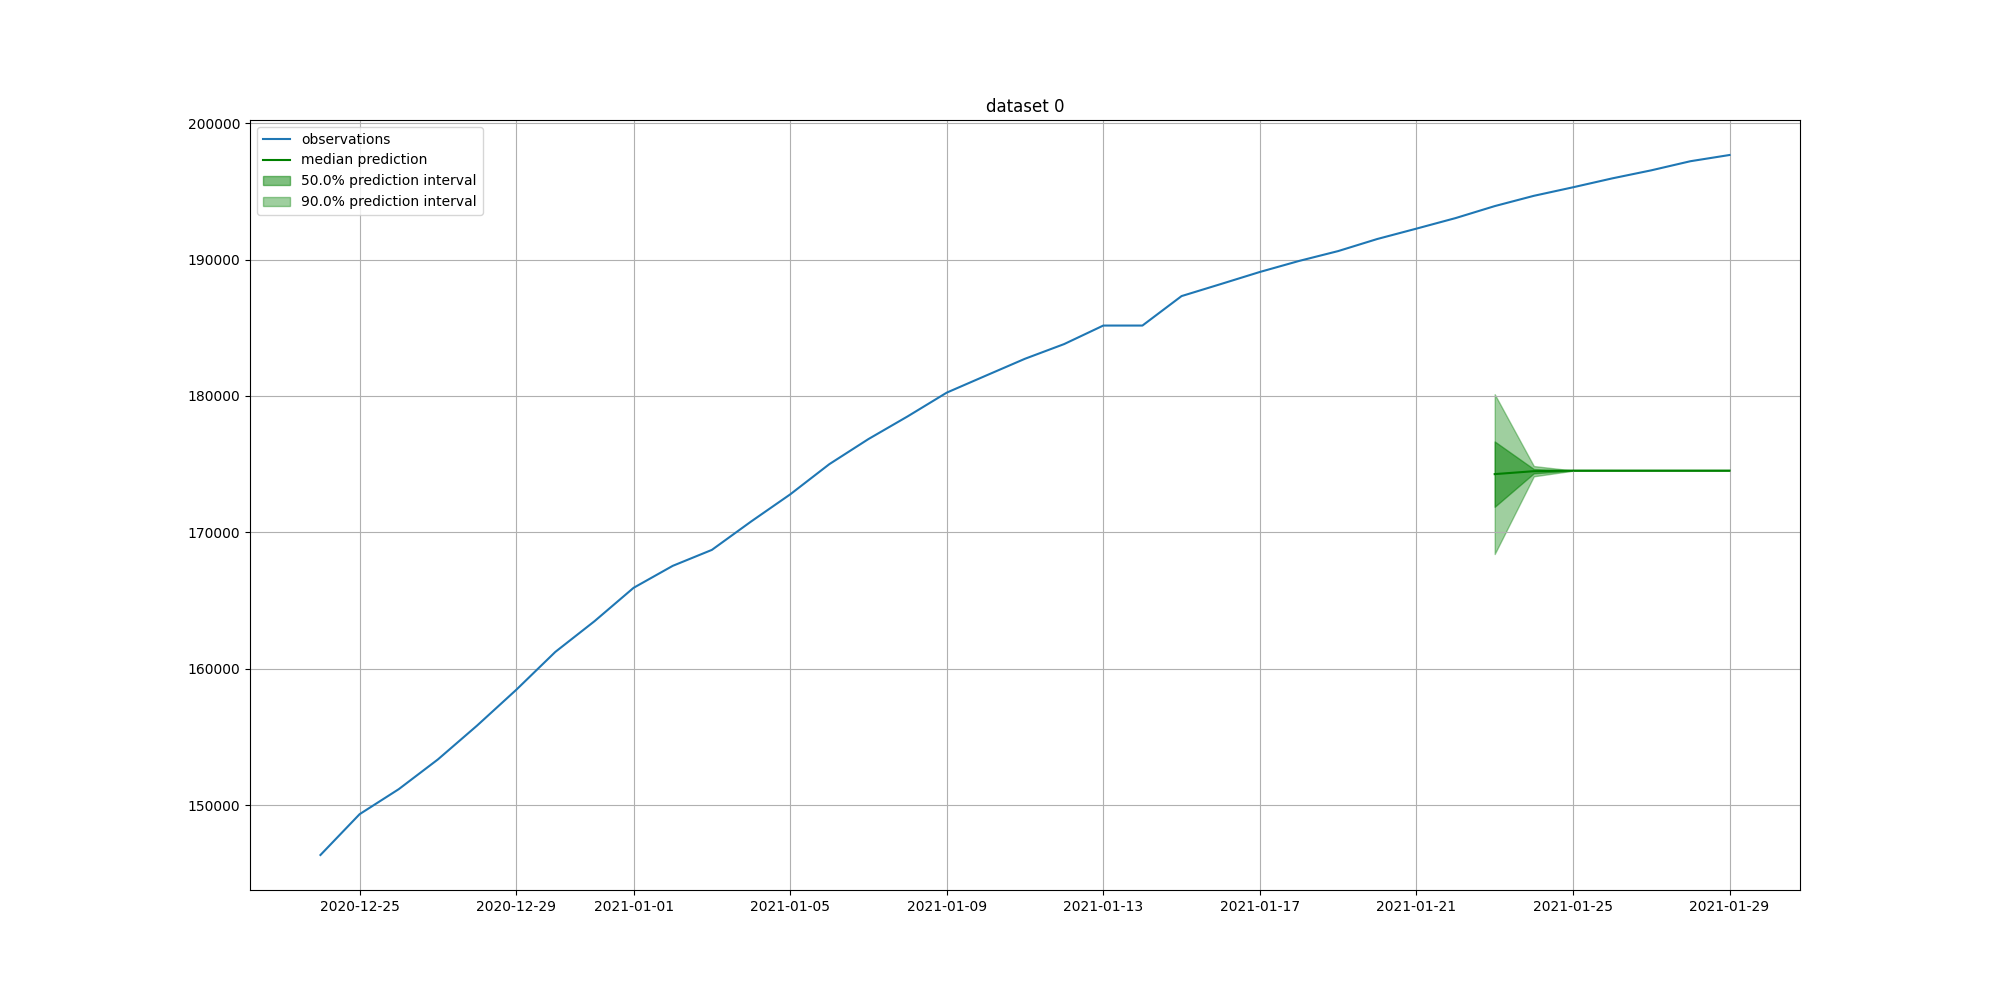 dataset 0
200000
190000
180000
170000
160000
150000
observations
median prediction
50.0% prediction interval
90.0% prediction interval
2020-12-25 2020-12-29 2021-01-01 2021-01-05 2021-01-09 2021-01-13 2021-01-17 2021-01-21 2021-01-25 2021-01-29